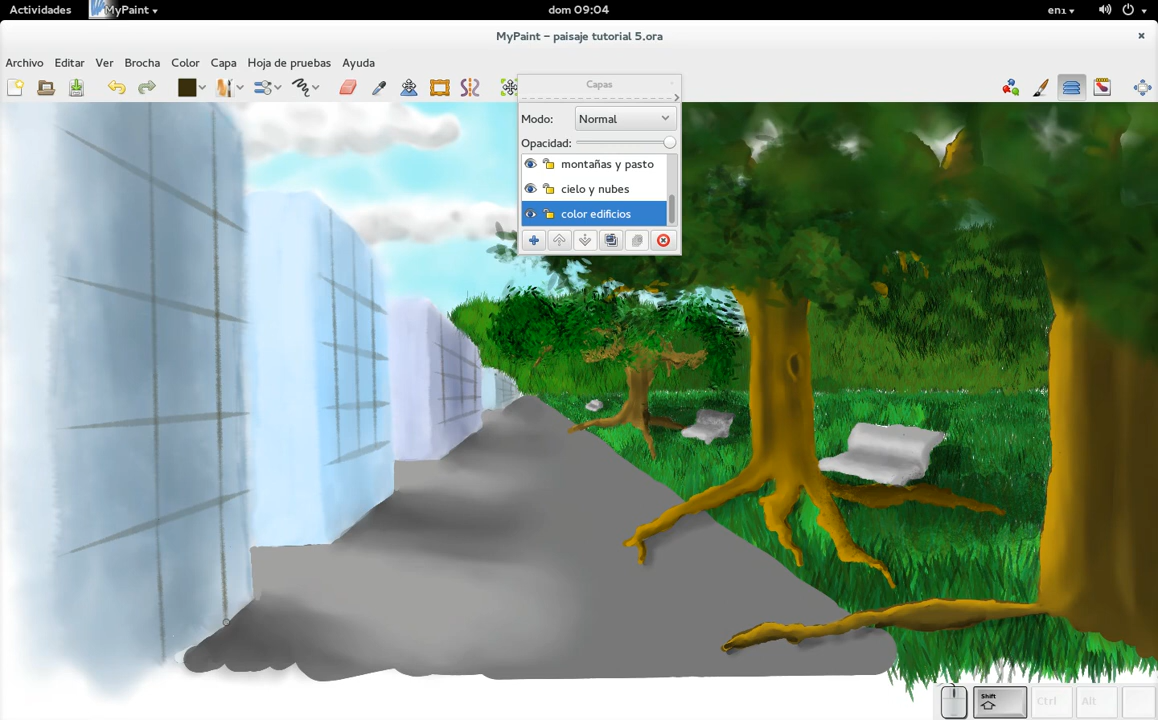 Actividades MyPaint dom 09:04 en₁
MyPaint – paisaje tutorial 5.ora ×
Archivo Editar Ver Brocha Color Capa Hoja de pruebas Ayuda
Capas
Modo: Normal
Opacidad:
montañas y pasto
cielo y nubes
color edificios
Shift Ctrl Alt